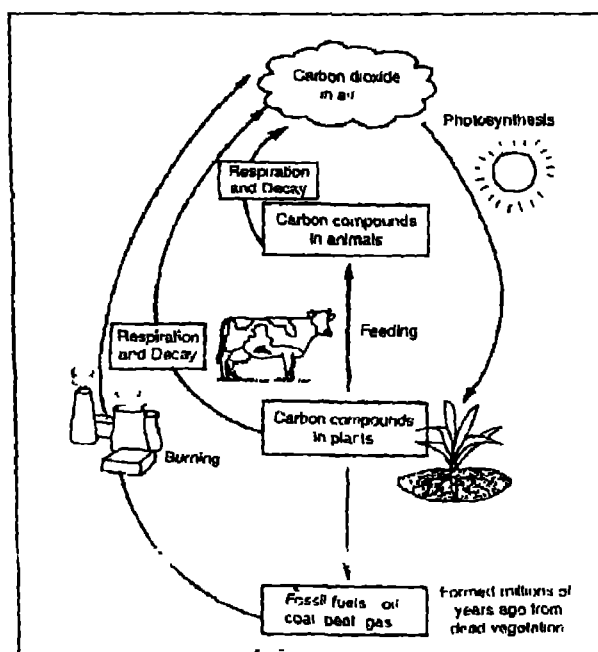 Carbon dioxide
in air
Photosynthesis
Respiration
and Decay
Carbon compounds
in animals
Feeding
Respiration
and Decay
Carbon compounds
in plants
Burning
Fossil fuels oil
coal peat gas
Formed millions of
years ago from
dead vegetation